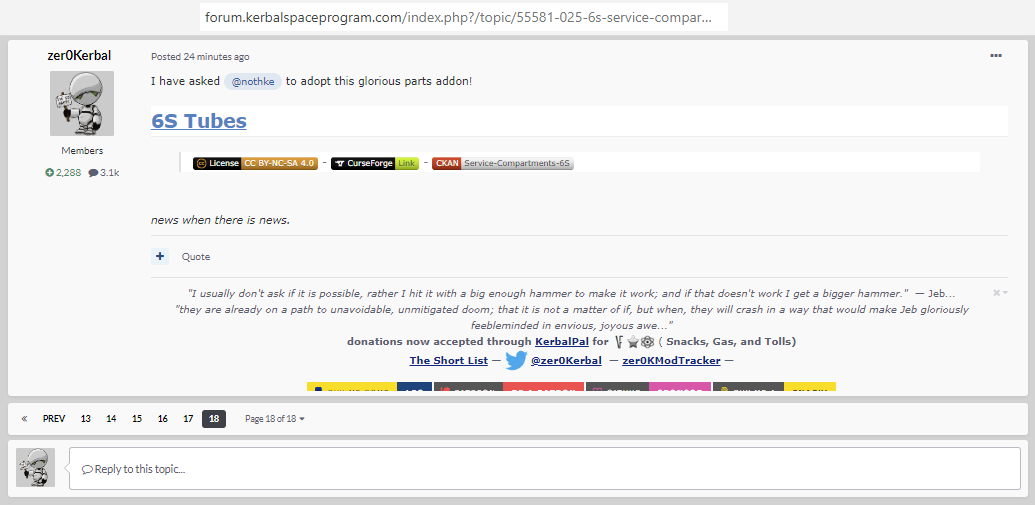 forum.kerbalspaceprogram.com/index.php?/topic/55581-025-6s-service-compar...
zer0Kerbal
Posted 24 minutes ago
I have asked @nothke to adopt this glorious parts addon!
6S Tubes
Members
2,288 3.1k
License CC BY-NC-SA 4.0 - CurseForge Link - CKAN Service-Compartments-6S
news when there is news.
+ Quote
"I usually don't ask if it is possible, rather I hit it with a big enough hammer to make it work; and if that doesn't work I get a bigger hammer." — Jeb...
"they are already on a path to unavoidable, unmitigated doom; that it is not a matter of if, but when, they will crash in a way that would make Jeb gloriously
feebleminded in envious, joyous awe..."
donations now accepted through KerbalPal for ( Snacks, Gas, and Tolls)
The Short List — @zer0Kerbal — zer0KModTracker —
« PREV 13 14 15 16 17 18 Page 18 of 18
Reply to this topic...